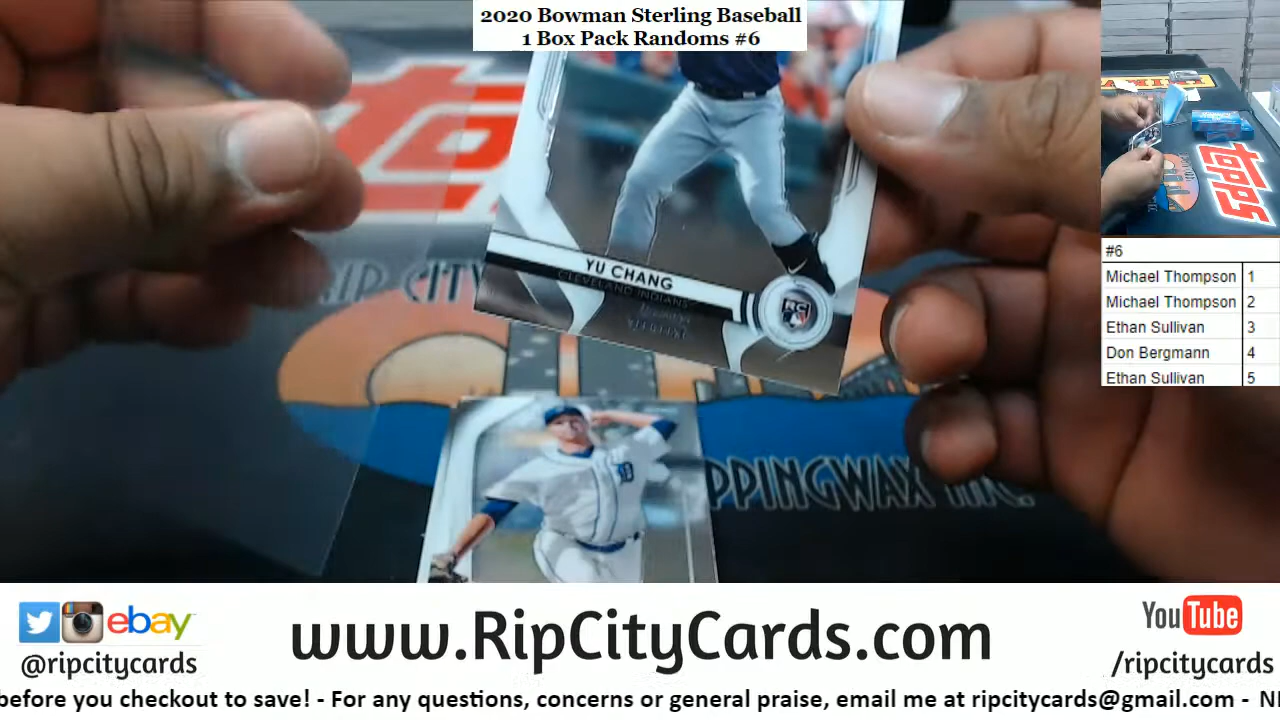 2020 Bowman Sterling Baseball
1 Box Pack Randoms #6
YU CHANG
CLEVELAND INDIANS
RC
RIP CITY
PPINGWAX INC.
D
topps
#6
Michael Thompson 1
Michael Thompson 2
Ethan Sullivan 3
Don Bergmann 4
Ethan Sullivan 5
ebay
@ripcitycards
www.RipCityCards.com
YouTube
/ripcitycards
before you checkout to save! - For any questions, concerns or general praise, email me at ripcitycards@gmail.com - NE